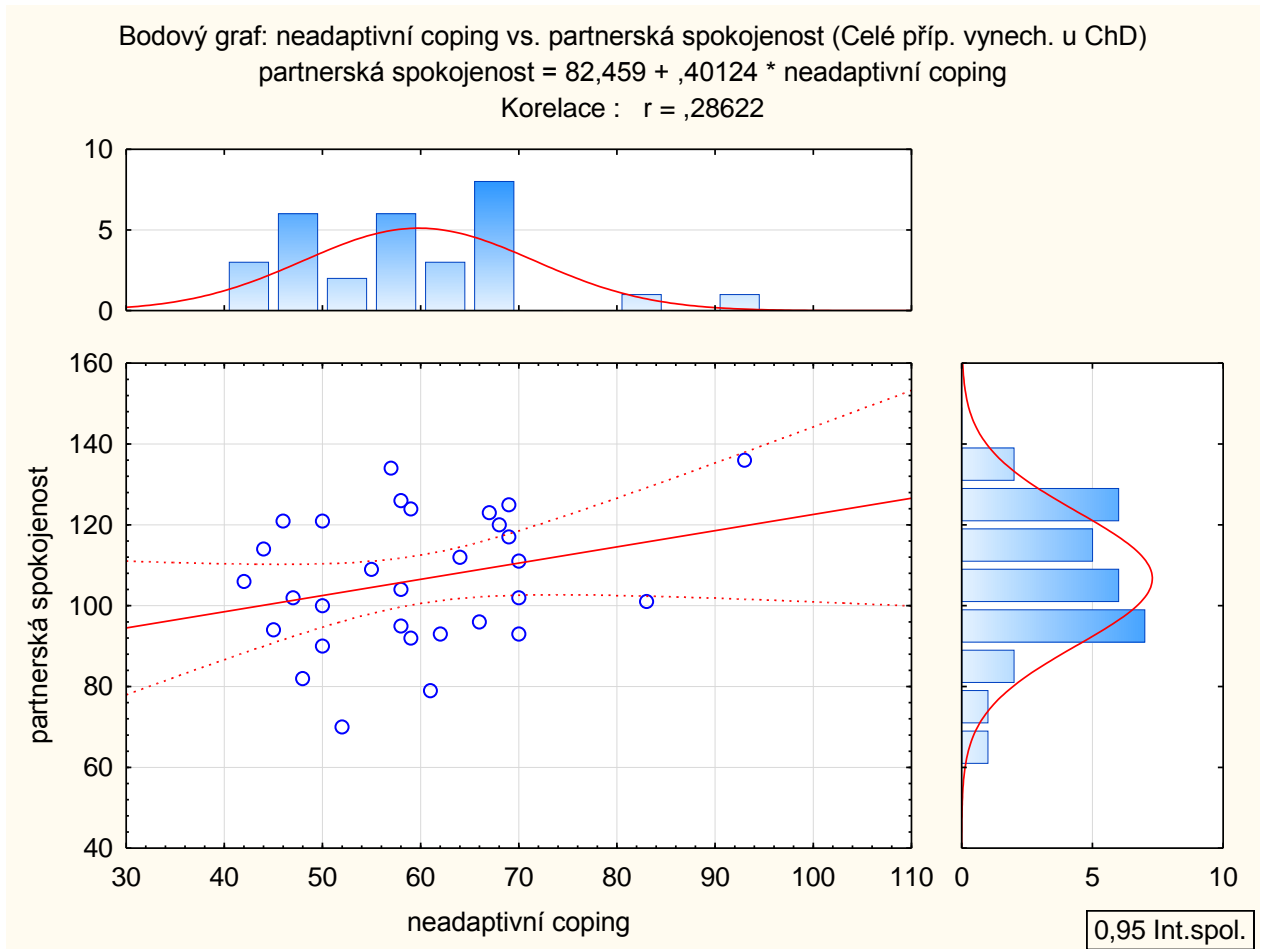 Bodový graf: neadaptivní coping vs. partnerská spokojenost (Celé příp. vynech. u ChD)
partnerská spokojenost = 82,459 + ,40124 * neadaptivní coping
Korelace : r = ,28622
10
5
0
160
140
120
100
80
60
40
partnerská spokojenost
30 40 50 60 70 80 90 100 110
0 5 10
neadaptivní coping
0,95 Int.spol.